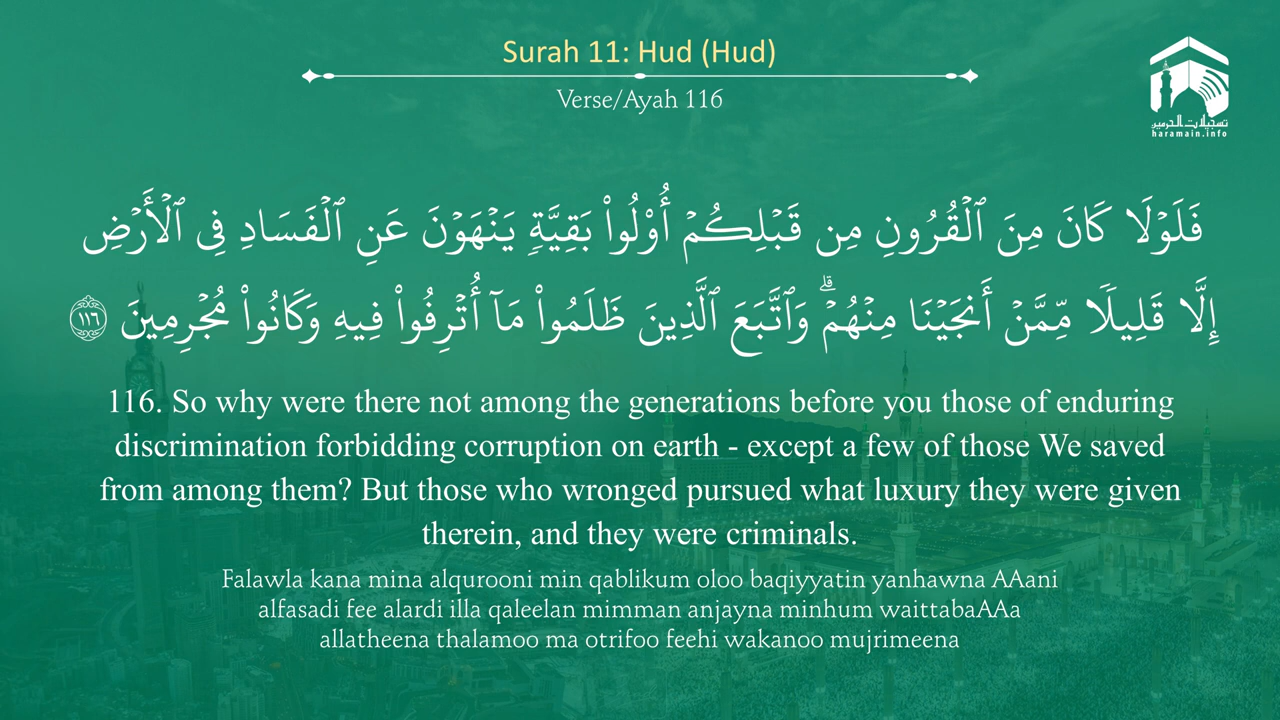 Surah 11: Hud (Hud)
Verse/Ayah 116
تسجيلات الحرمين
haramain.info
فَلَوۡلَا كَانَ مِنَ ٱلۡقُرُونِ مِن قَبۡلِكُمۡ أُوْلُواْ بَقِيَّةٖ يَنۡهَوۡنَ عَنِ ٱلۡفَسَادِ فِي ٱلۡأَرۡضِ
إِلَّا قَلِيلٗا مِّمَّنۡ أَنجَيۡنَا مِنۡهُمۡۗ وَٱتَّبَعَ ٱلَّذِينَ ظَلَمُواْ مَآ أُتۡرِفُواْ فِيهِ وَكَانُواْ مُجۡرِمِينَ ١١٦
116. So why were there not among the generations before you those of enduring
discrimination forbidding corruption on earth - except a few of those We saved
from among them? But those who wronged pursued what luxury they were given
therein, and they were criminals.
Falawla kana mina alqurooni min qablikum oloo baqiyyatin yanhawna AAani
alfasadi fee alardi illa qaleelan mimman anjayna minhum waittabaAAa
allatheena thalamoo ma otrifoo feehi wakanoo mujrimeena